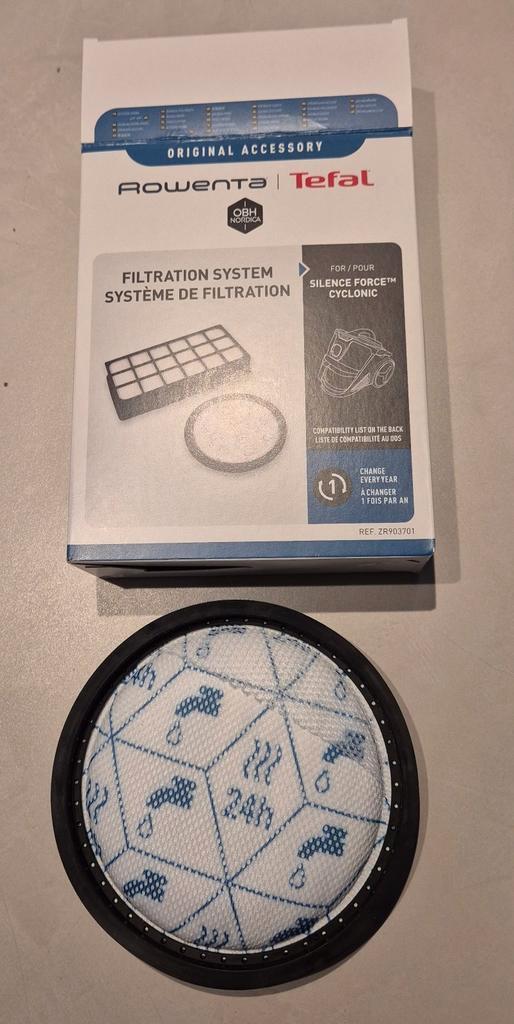 ORIGINAL ACCESSORY
Rowenta | Tefal
OBH
NORDICA
FILTRATION SYSTEM
SYSTÈME DE FILTRATION
FOR / POUR
SILENCE FORCE™
CYCLONIC
COMPATIBILITY LIST ON THE BACK
LISTE DE COMPATIBILITÉ AU DOS
1
CHANGE
EVERY YEAR
À CHANGER
1 FOIS PAR AN
REF. ZR903701
24h
24h